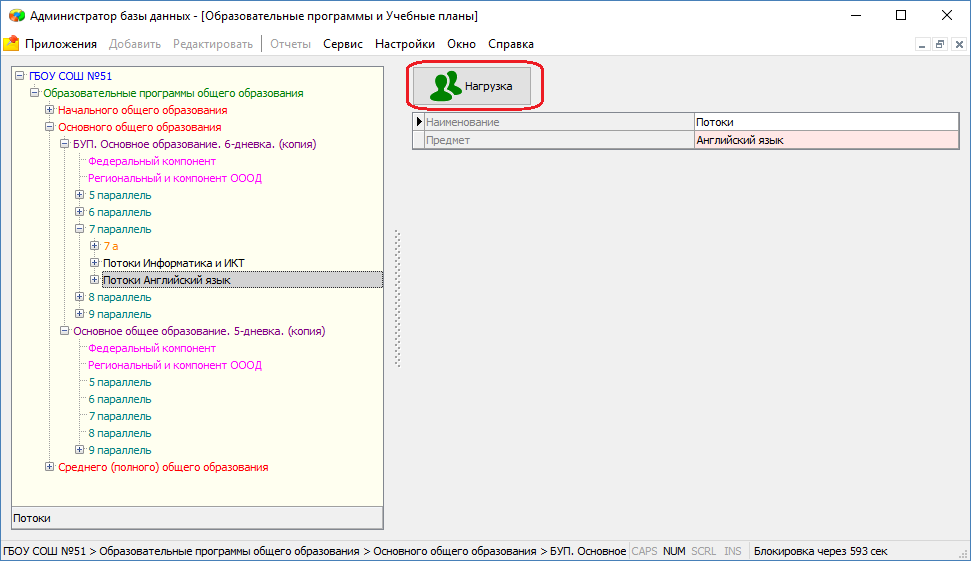 Администратор базы данных - [Образовательные программы и Учебные планы]
Приложения Добавить Редактировать Отчеты Сервис Настройки Окно Справка
ГБОУ СОШ №51
Образовательные программы общего образования
Начального общего образования
Основного общего образования
БУП. Основное образование. 6-дневка. (копия)
Федеральный компонент
Региональный и компонент ОООД
5 параллель
6 параллель
7 параллель
7 а
Потоки Информатика и ИКТ
Потоки Английский язык
8 параллель
9 параллель
Основное общее образование. 5-дневка. (копия)
Федеральный компонент
Региональный и компонент ОООД
5 параллель
6 параллель
7 параллель
8 параллель
9 параллель
Среднего (полного) общего образования
Потоки
Нагрузка
Наименование Потоки
Предмет Английский язык
ГБОУ СОШ №51 > Образовательные программы общего образования > Основного общего образования > БУП. Основное CAPS NUM SCRL INS Блокировка через 593 сек